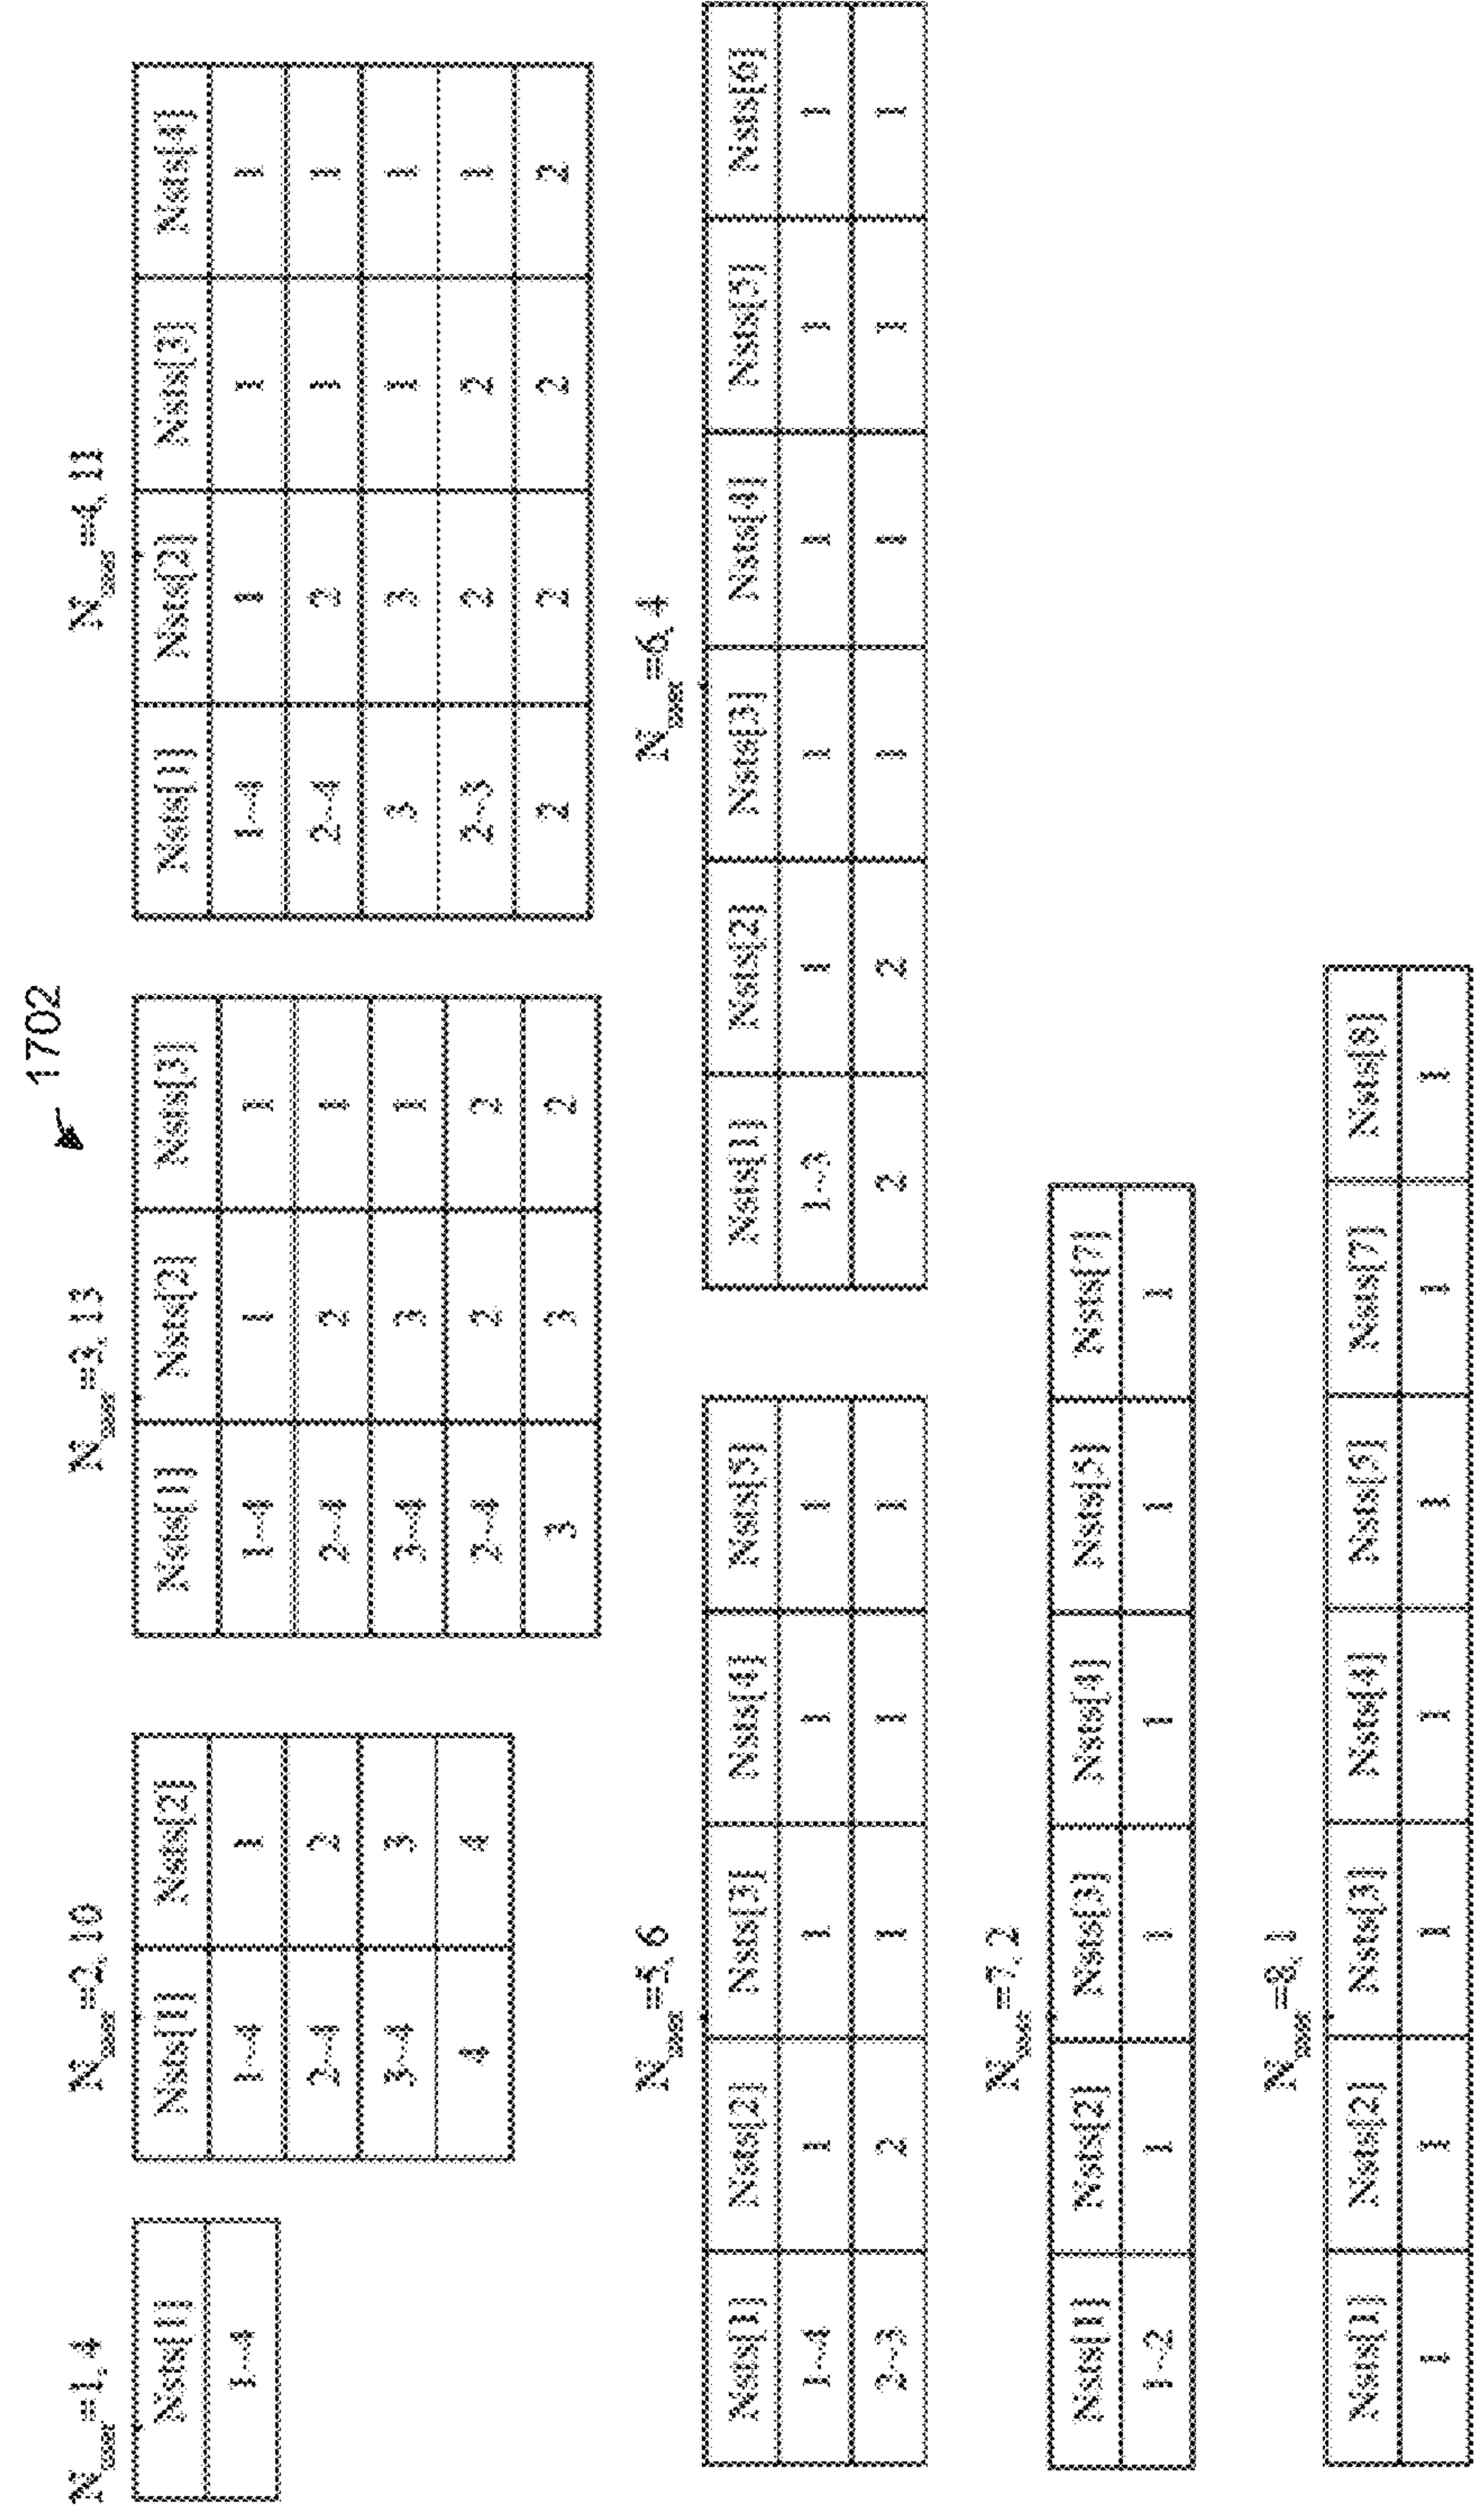 1702
N_user=1, 4
Nsts[1]
1~4
N_user=2, 10
Nsts[1] Nsts[2]
1~4 1
2~4 2
3~4 3
4 4
N_user=3, 13
Nsts[1] Nsts[2] Nsts[3]
1~4 1 1
2~4 2 1
3~4 3 1
2~4 2 2
3 3 2
N_user=4, 11
Nsts[1] Nsts[2] Nsts[3] Nsts[4]
1~4 1 1 1
2~4 2 1 1
3 3 1 1
2~3 2 2 1
2 2 2 2
N_user=5, 6
Nsts[1] Nsts[2] Nsts[3] Nsts[4] Nsts[5]
1~4 1 1 1 1
2~3 2 1 1 1
N_user=6, 4
Nsts[1] Nsts[2] Nsts[3] Nsts[4] Nsts[5] Nsts[6]
1~3 1 1 1 1 1
2 2 1 1 1 1
N_user=7, 2
Nsts[1] Nsts[2] Nsts[3] Nsts[4] Nsts[5] Nsts[7]
1~2 1 1 1 1 1
N_user=8, 1
Nsts[1] Nsts[2] Nsts[3] Nsts[4] Nsts[5] Nsts[7] Nsts[8]
1 1 1 1 1 1 1